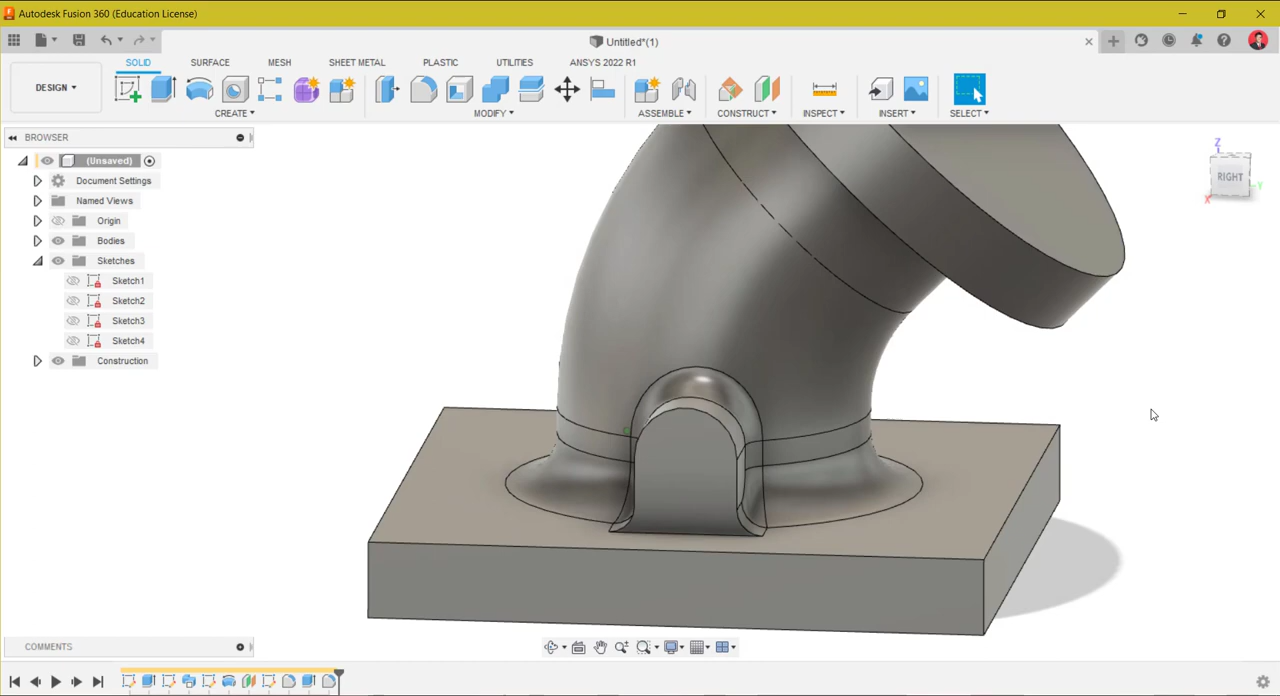 Autodesk Fusion 360 (Education License)
Untitled*(1)
SOLID SURFACE MESH SHEET METAL PLASTIC UTILITIES ANSYS 2022 R1
DESIGN
CREATE MODIFY ASSEMBLE CONSTRUCT INSPECT INSERT SELECT
BROWSER
(Unsaved)
Document Settings
Named Views
Origin
Bodies
Sketches
Sketch1
Sketch2
Sketch3
Sketch4
Construction
Z
RIGHT
Y
X
COMMENTS